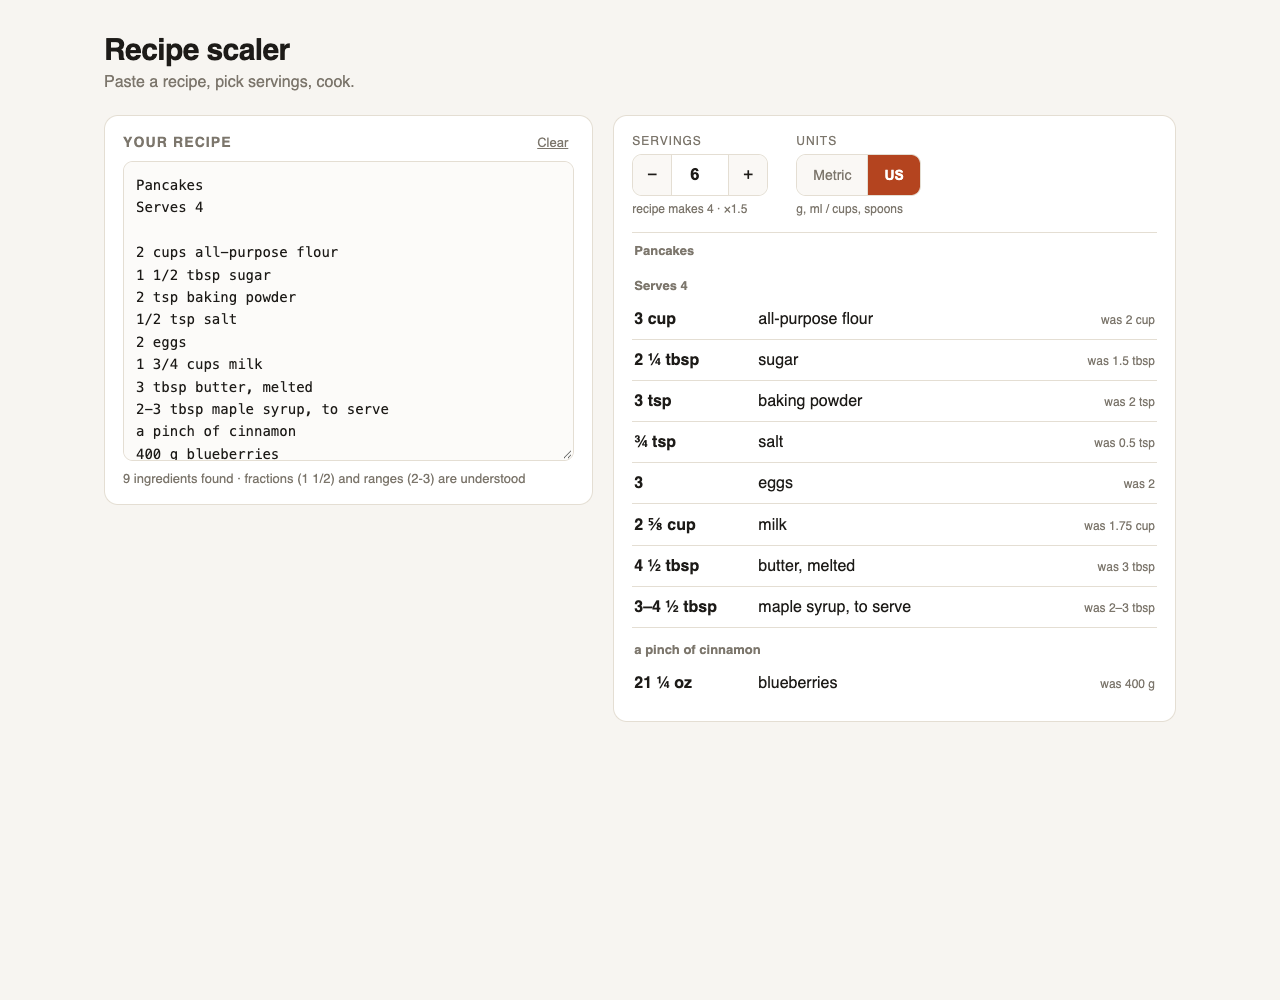 Recipe scaler
Paste a recipe, pick servings, cook.
YOUR RECIPE
Clear
Pancakes
Serves 4
2 cups all-purpose flour
1 1/2 tbsp sugar
2 tsp baking powder
1/2 tsp salt
2 eggs
1 3/4 cups milk
3 tbsp butter, melted
2-3 tbsp maple syrup, to serve
a pinch of cinnamon
400 g blueberries
9 ingredients found · fractions (1 1/2) and ranges (2-3) are understood
SERVINGS
− 6 +
recipe makes 4 · ×1.5
UNITS
Metric US
g, ml / cups, spoons
Pancakes
Serves 4
3 cup all-purpose flour was 2 cup
2 ¼ tbsp sugar was 1.5 tbsp
3 tsp baking powder was 2 tsp
¾ tsp salt was 0.5 tsp
3 eggs was 2
2 ⅝ cup milk was 1.75 cup
4 ½ tbsp butter, melted was 3 tbsp
3–4 ½ tbsp maple syrup, to serve was 2–3 tbsp
a pinch of cinnamon
21 ¼ oz blueberries was 400 g